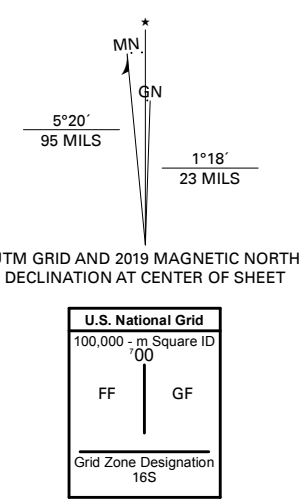 ★
MN
GN
5°20´
95 MILS
1°18´
23 MILS
UTM GRID AND 2019 MAGNETIC NORTH
DECLINATION AT CENTER OF SHEET
U.S. National Grid
100,000 - m Square ID
⁷00
FF
GF
Grid Zone Designation
16S